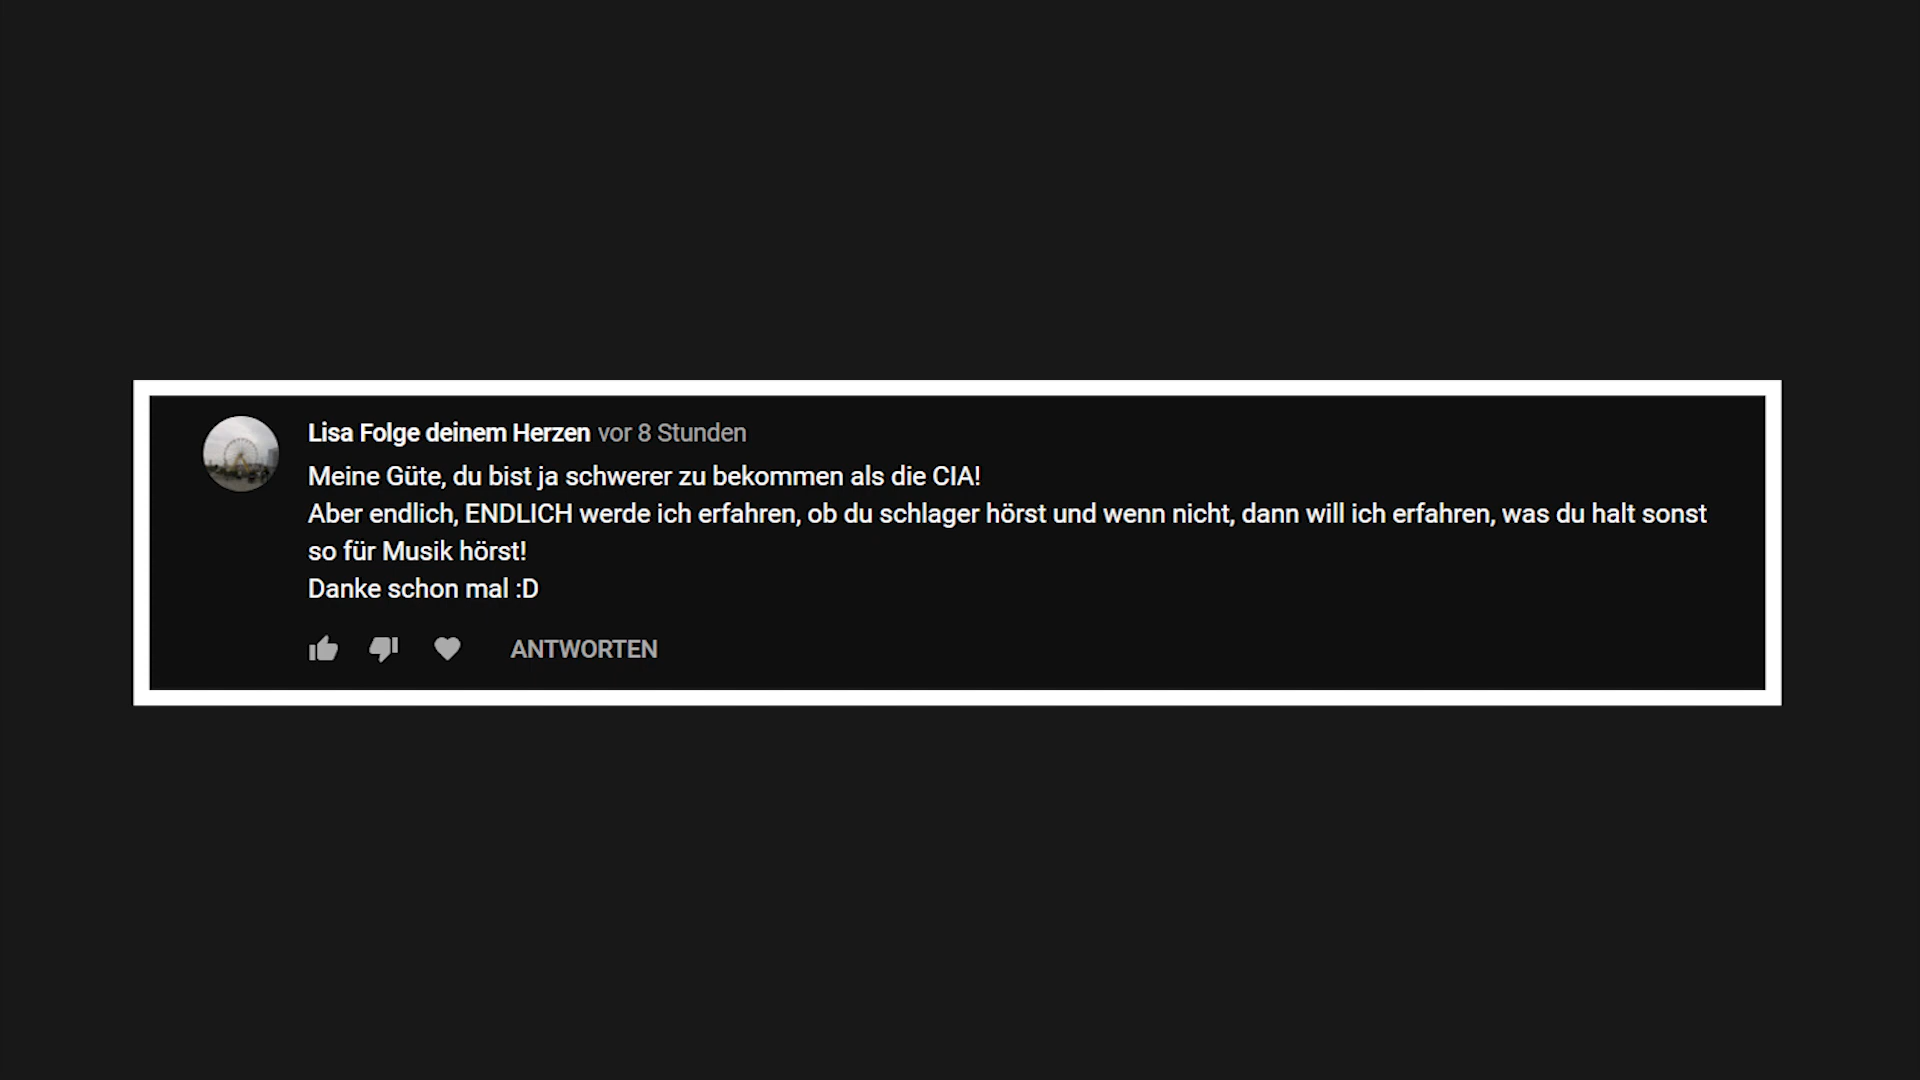 Lisa Folge deinem Herzen vor 8 Stunden
Meine Güte, du bist ja schwerer zu bekommen als die CIA!
Aber endlich, ENDLICH werde ich erfahren, ob du schlager hörst und wenn nicht, dann will ich erfahren, was du halt sonst
so für Musik hörst!
Danke schon mal :D
ANTWORTEN